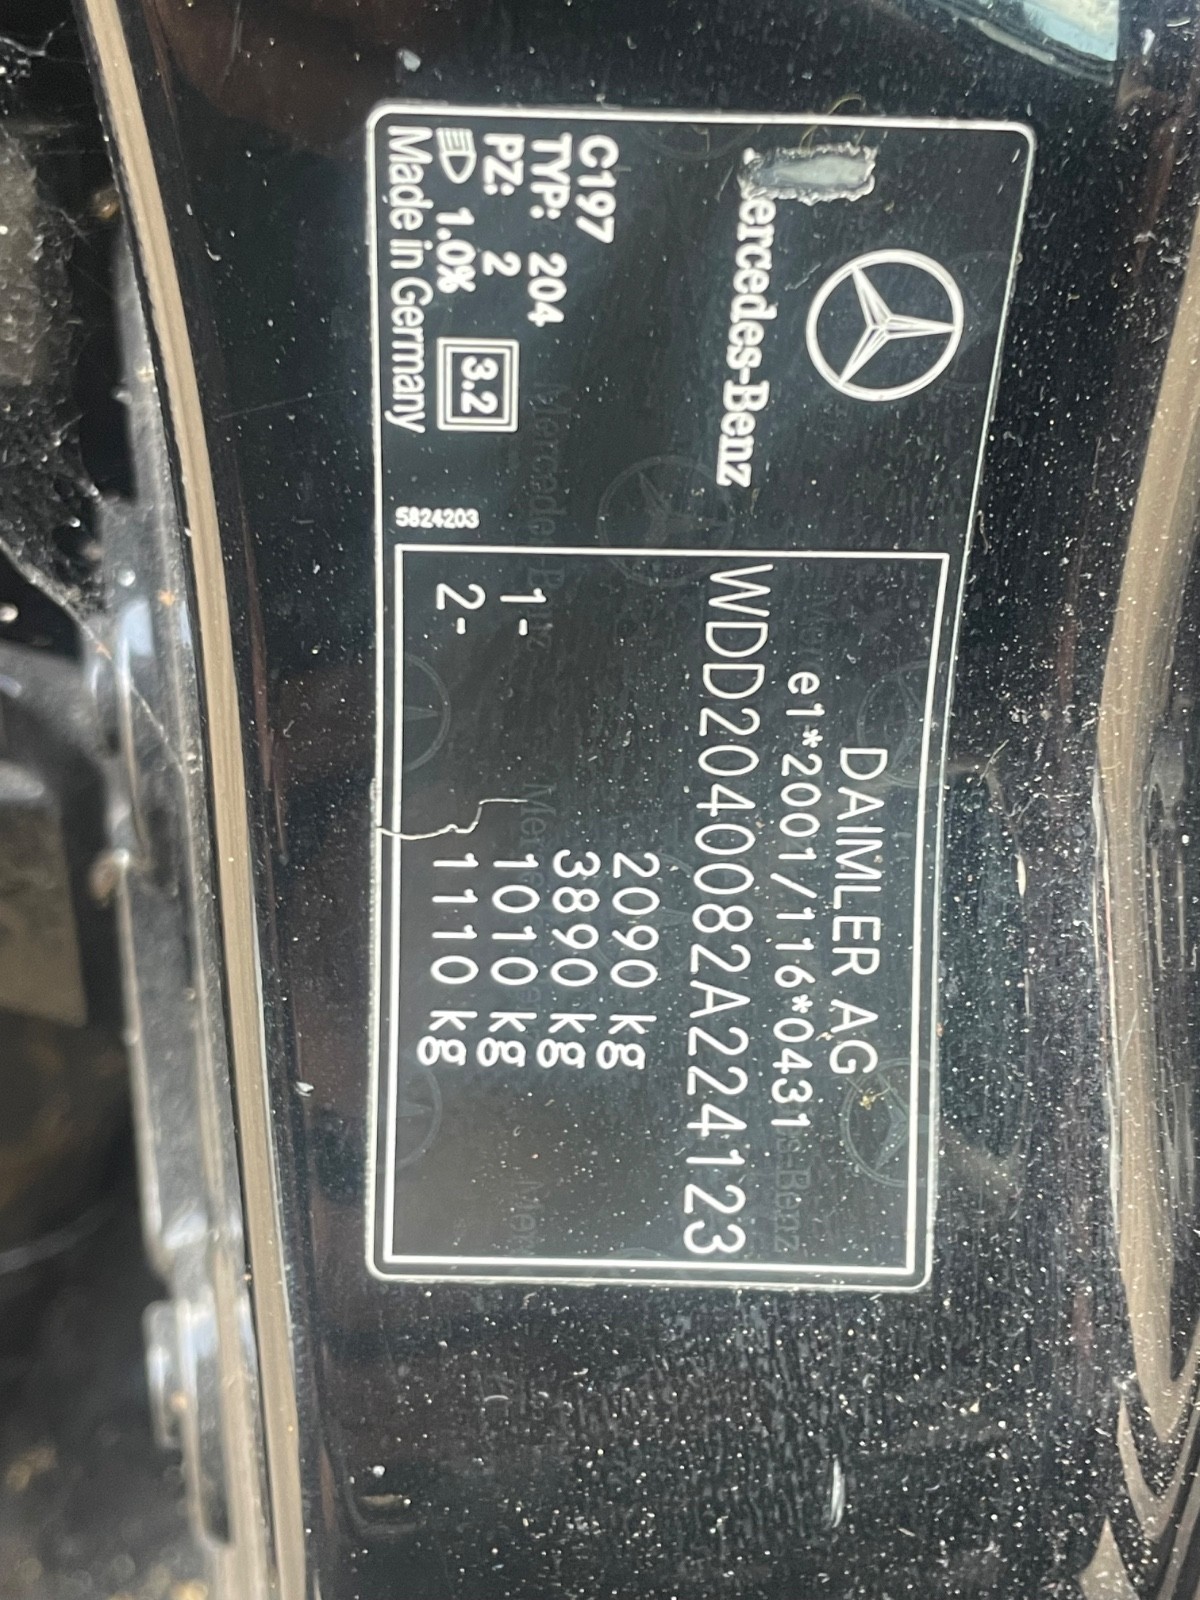 Mercedes-Benz
C197
TYP: 204
PZ: 2
1.0% 3.2
Made in Germany
5824203
DAIMLER AG
e1*2001/116*0431
WDD2040082A224123
2090 kg
3890 kg
1- 1010 kg
2- 1110 kg